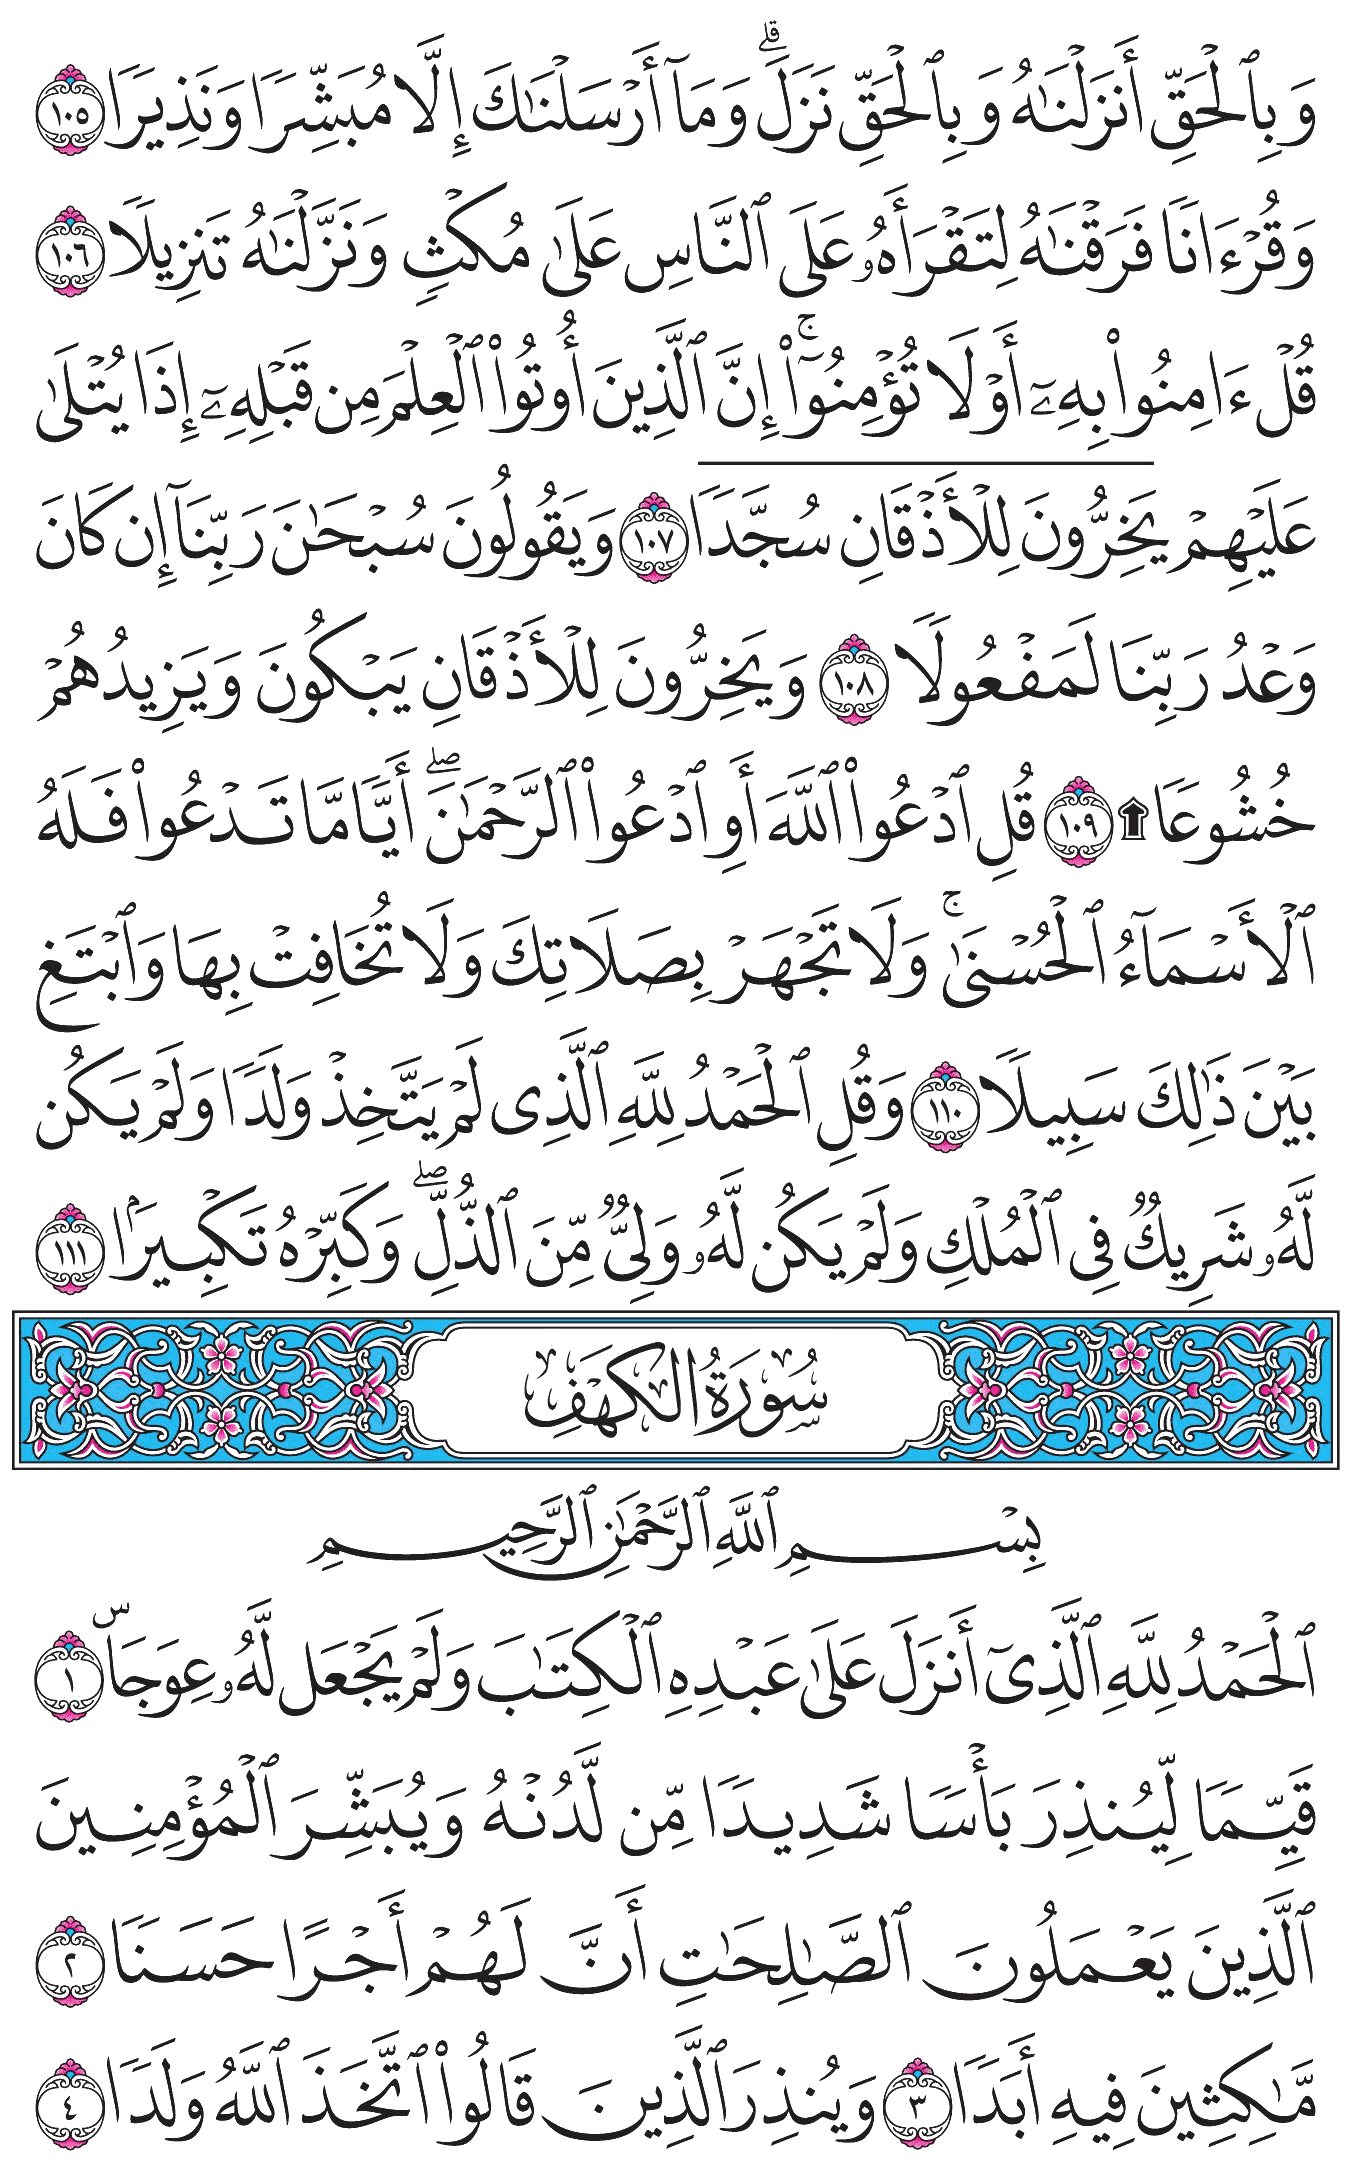 وَبِٱلۡحَقِّ أَنزَلۡنَٰهُ وَبِٱلۡحَقِّ نَزَلَۗ وَمَآ أَرۡسَلۡنَٰكَ إِلَّا مُبَشِّرٗا وَنَذِيرٗا ١٠٥
وَقُرۡءَانٗا فَرَقۡنَٰهُ لِتَقۡرَأَهُۥ عَلَى ٱلنَّاسِ عَلَىٰ مُكۡثٖ وَنَزَّلۡنَٰهُ تَنزِيلٗا ١٠٦
قُلۡ ءَامِنُواْ بِهِۦٓ أَوۡ لَا تُؤۡمِنُوٓاْۚ إِنَّ ٱلَّذِينَ أُوتُواْ ٱلۡعِلۡمَ مِن قَبۡلِهِۦٓ إِذَا يُتۡلَىٰ
عَلَيۡهِمۡ يَخِرُّونَۤ لِلۡأَذۡقَانِۤ سُجَّدٗاۤ ١٠٧ وَيَقُولُونَ سُبۡحَٰنَ رَبِّنَآ إِن كَانَ
وَعۡدُ رَبِّنَا لَمَفۡعُولٗا ١٠٨ وَيَخِرُّونَ لِلۡأَذۡقَانِ يَبۡكُونَ وَيَزِيدُهُمۡ
خُشُوعٗا۩ ١٠٩ قُلِ ٱدۡعُواْ ٱللَّهَ أَوِ ٱدۡعُواْ ٱلرَّحۡمَٰنَۖ أَيّٗا مَّا تَدۡعُواْ فَلَهُ
ٱلۡأَسۡمَآءُ ٱلۡحُسۡنَىٰۚ وَلَا تَجۡهَرۡ بِصَلَاتِكَ وَلَا تُخَافِتۡ بِهَا وَٱبۡتَغِ
بَيۡنَ ذَٰلِكَ سَبِيلٗا ١١٠ وَقُلِ ٱلۡحَمۡدُ لِلَّهِ ٱلَّذِي لَمۡ يَتَّخِذۡ وَلَدٗا وَلَمۡ يَكُن
لَّهُۥ شَرِيكٞ فِي ٱلۡمُلۡكِ وَلَمۡ يَكُن لَّهُۥ وَلِيّٞ مِّنَ ٱلذُّلِّۖ وَكَبِّرۡهُ تَكۡبِيرَۢا ١١١
سُورَةُ الكَهۡفِ
بِسۡمِ ٱللَّهِ ٱلرَّحۡمَٰنِ ٱلرَّحِيمِ
ٱلۡحَمۡدُ لِلَّهِ ٱلَّذِيٓ أَنزَلَ عَلَىٰ عَبۡدِهِ ٱلۡكِتَٰبَ وَلَمۡ يَجۡعَل لَّهُۥ عِوَجَاۜ ١
قَيِّمٗا لِّيُنذِرَ بَأۡسٗا شَدِيدٗا مِّن لَّدُنۡهُ وَيُبَشِّرَ ٱلۡمُؤۡمِنِينَ
ٱلَّذِينَ يَعۡمَلُونَ ٱلصَّٰلِحَٰتِ أَنَّ لَهُمۡ أَجۡرًا حَسَنٗا ٢
مَّٰكِثِينَ فِيهِ أَبَدٗا ٣ وَيُنذِرَ ٱلَّذِينَ قَالُواْ ٱتَّخَذَ ٱللَّهُ وَلَدٗا ٤